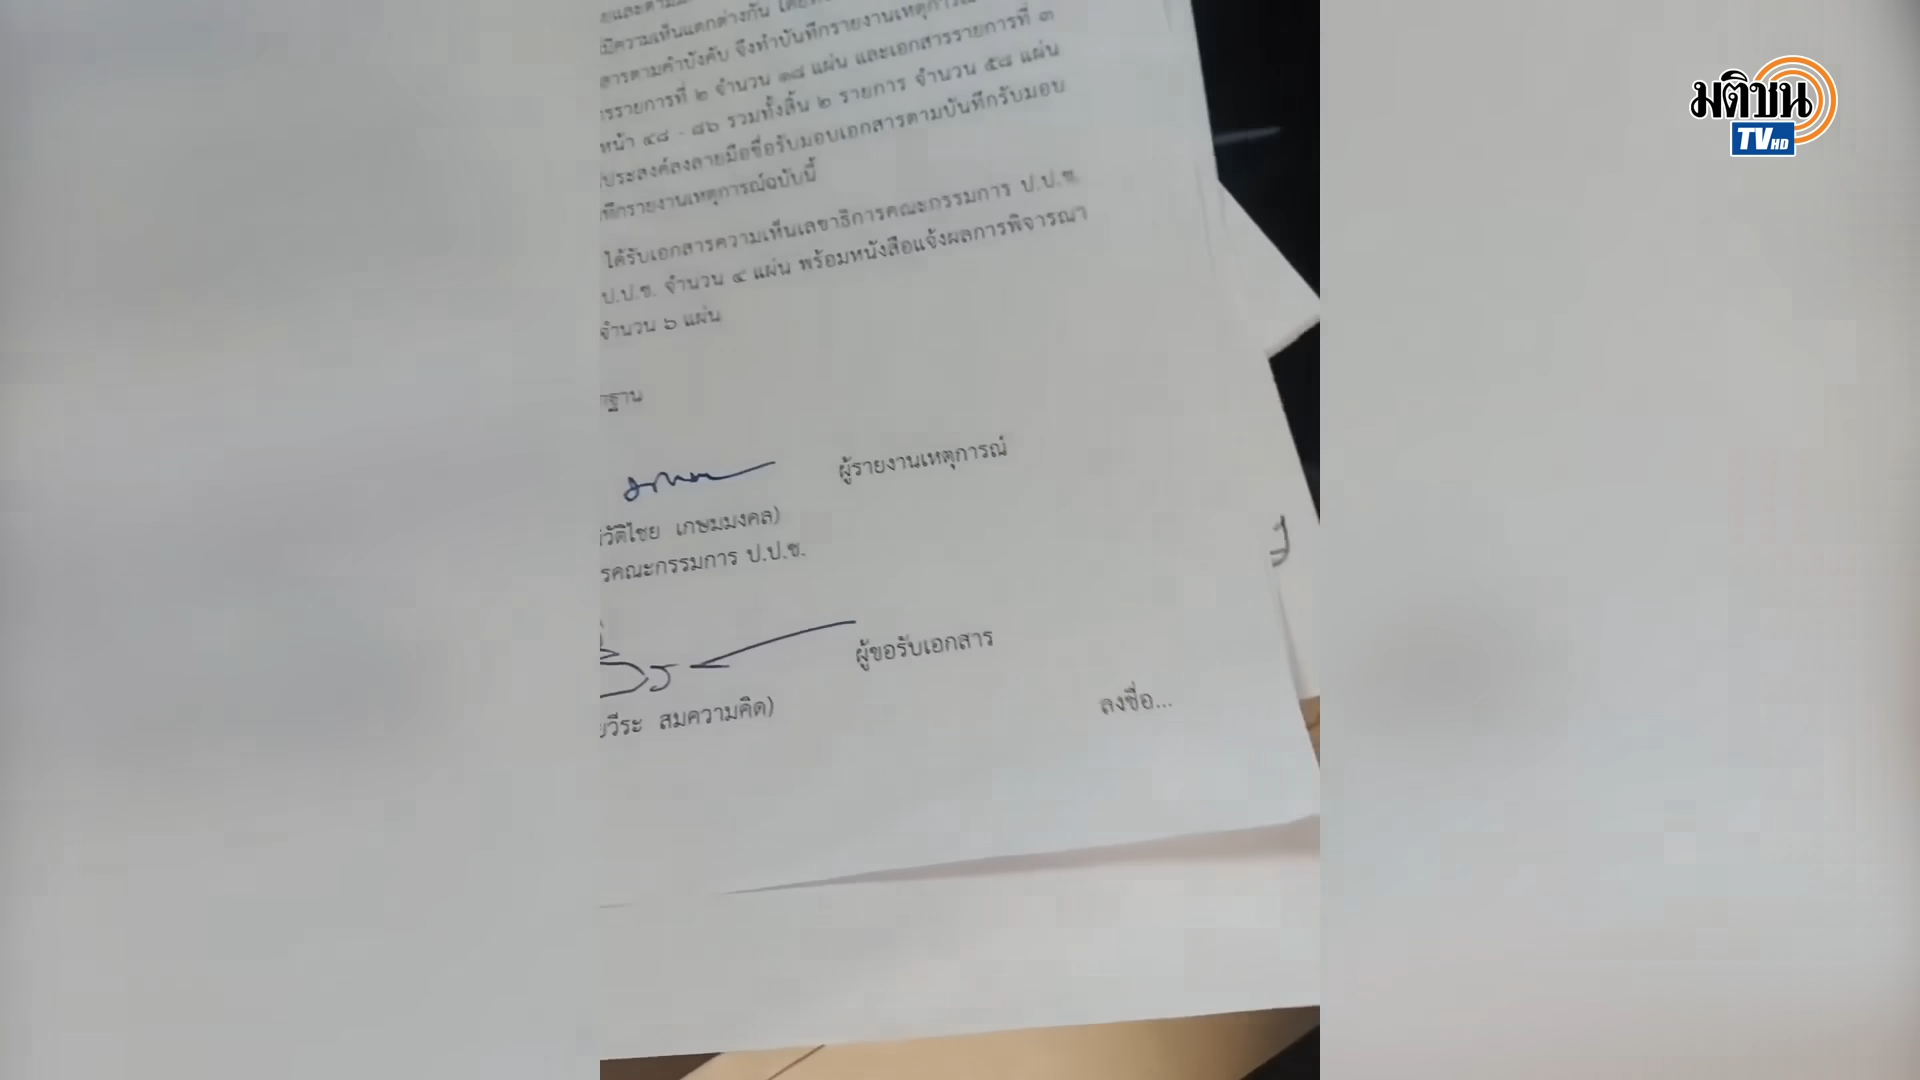 มีความเห็นแตกต่างกัน
สารตามคำบังคับ จึงทำบันทึกรายงานเหตุการณ์
รรายการที่ ๒ จำนวน ๑๘ แผ่น และเอกสารรายการที่ ๓
หน้า ๔๘ - ๘๖ รวมทั้งสิ้น ๒ รายการ จำนวน ๕๘ แผ่น
ประสงค์ลงลายมือชื่อรับมอบเอกสารตามบันทึกรับมอบ
ทึกรายงานเหตุการณ์ฉบับนี้
ได้รับเอกสารความเห็นเลขาธิการคณะกรรมการ ป.ป.ช.
ป.ป.ช. จำนวน ๔ แผ่น พร้อมหนังสือแจ้งผลการพิจารณา
จำนวน ๖ แผ่น
กฐาน
ผู้รายงานเหตุการณ์
วัติไชย เกษมมงคล)
รคณะกรรมการ ป.ป.ช.
ผู้ขอรับเอกสาร
ยวีระ สมความคิด)
ลงชื่อ...
มติชน
TV HD